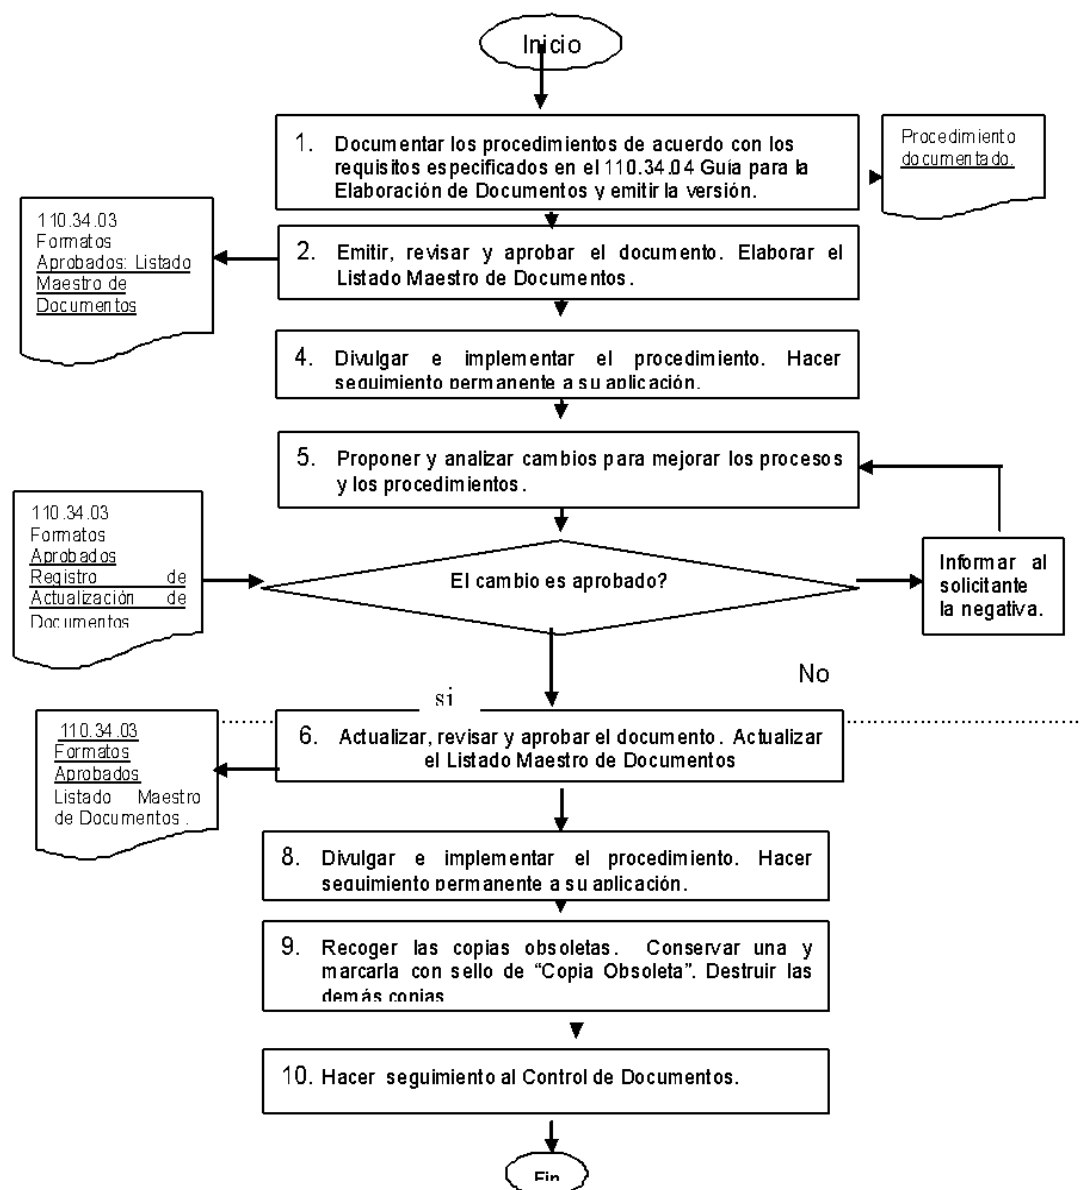 Inicio
1. Documentar los procedimientos de acuerdo con los
requisitos especificados en el 110.34.04 Guía para la
Elaboración de Documentos y emitir la versión.
Procedimiento
documentado.
110.34.03
Formatos
Aprobados: Listado
Maestro de
Documentos
2. Emitir, revisar y aprobar el documento. Elaborar el
Listado Maestro de Documentos.
4. Divulgar e implementar el procedimiento. Hacer
seguimiento permanente a su aplicación.
5. Proponer y analizar cambios para mejorar los procesos
y los procedimientos.
110.34.03
Formatos
Aprobados
Registro de
Actualización de
Documentos
El cambio es aprobado?
Informar al
solicitante
la negativa.
No
si
110.34.03
Formatos
Aprobados
Listado Maestro
de Documentos.
6. Actualizar, revisar y aprobar el documento. Actualizar
el Listado Maestro de Documentos
8. Divulgar e implementar el procedimiento. Hacer
seguimiento permanente a su aplicación.
9. Recoger las copias obsoletas. Conservar una y
marcarla con sello de “Copia Obsoleta”. Destruir las
demás copias
10. Hacer seguimiento al Control de Documentos.
Fin